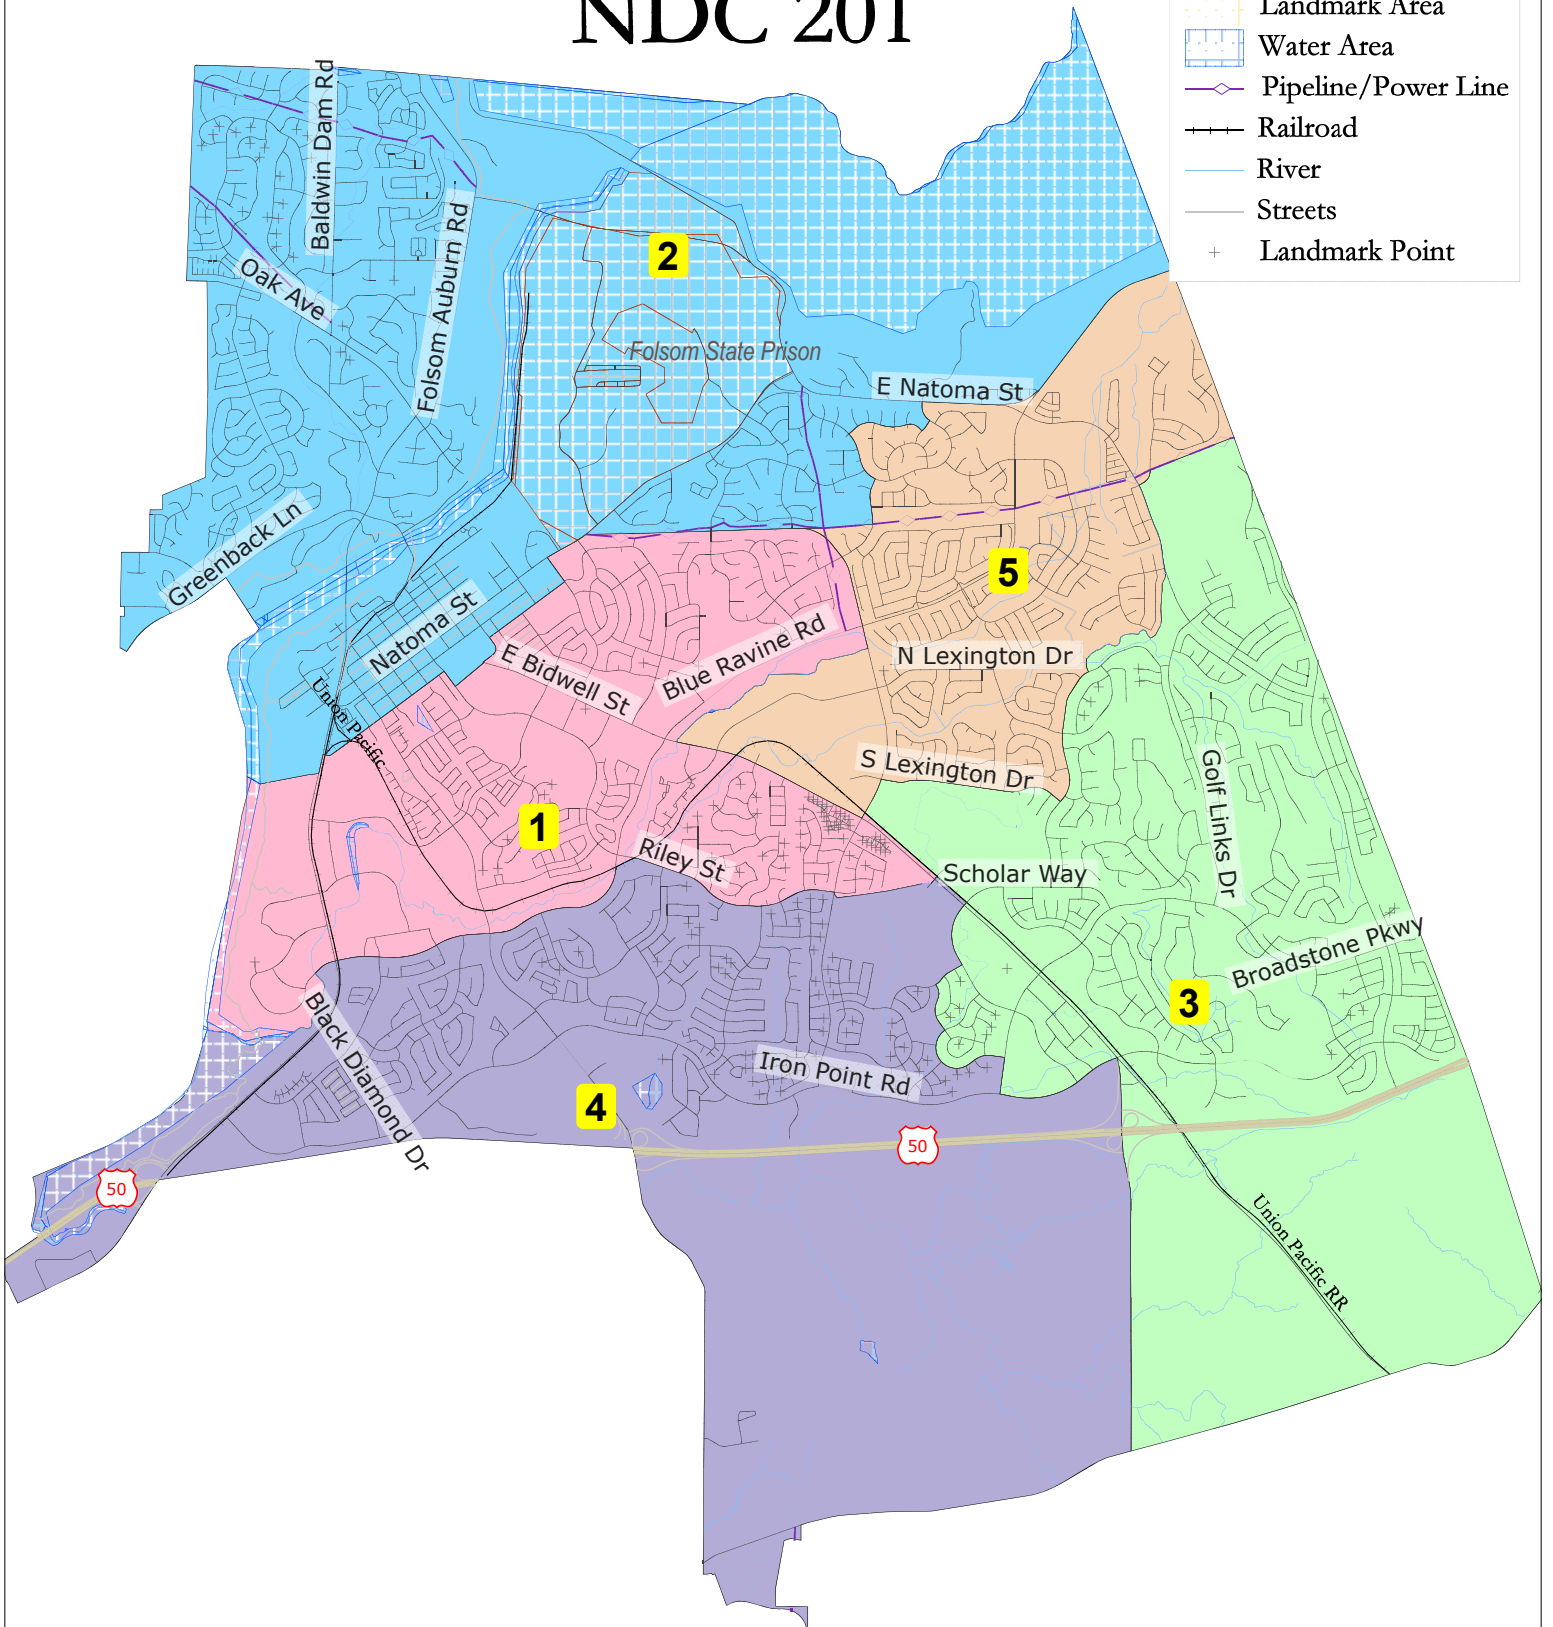 NDC 201
Landmark Area
Water Area
Pipeline/Power Line
Railroad
River
Streets
Landmark Point
Baldwin Dam Rd
Oak Ave
Folsom Auburn Rd
2
Folsom State Prison
E Natoma St
Greenback Ln
Natoma St
5
N Lexington Dr
E Bidwell St
Blue Ravine Rd
Union Pacific
S Lexington Dr
Golf Links Dr
1
Riley St
Scholar Way
Broadstone Pkwy
3
Black Diamond Dr
Iron Point Rd
4
50
50
Union Pacific RR